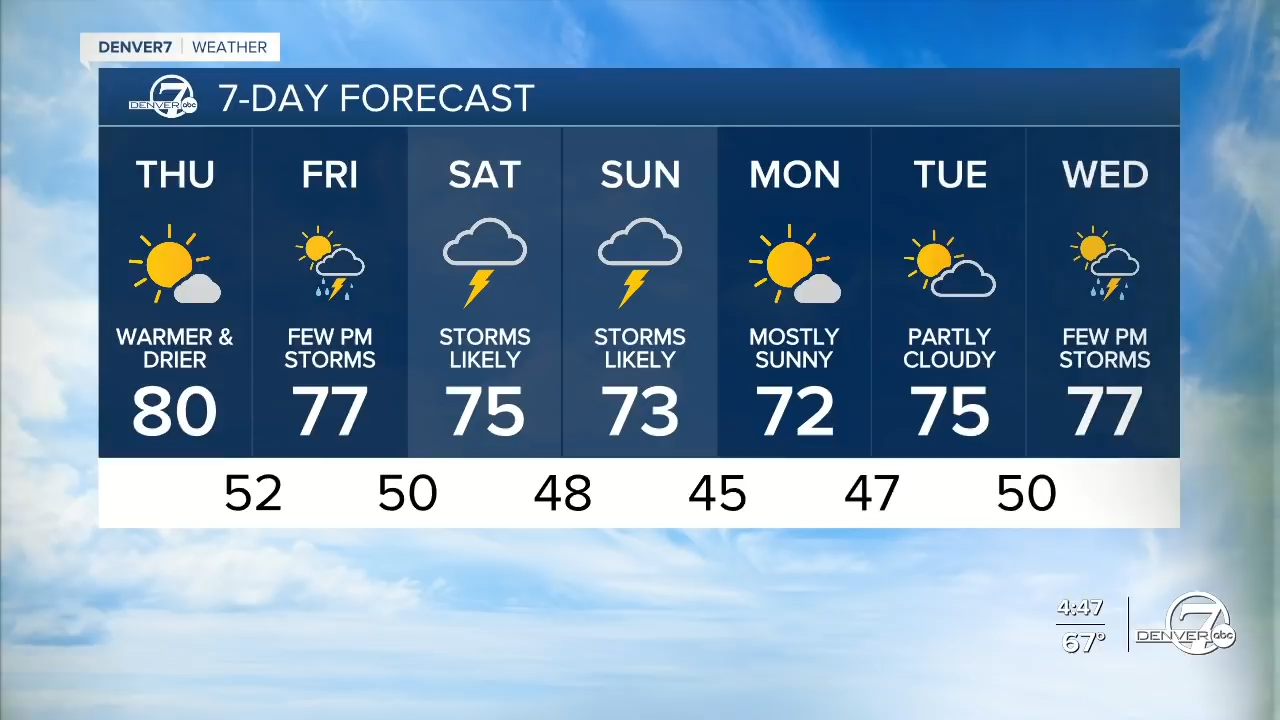 DENVER7 | WEATHER
7 DENVER abc 7-DAY FORECAST
THU FRI SAT SUN MON TUE WED
WARMER & FEW PM STORMS STORMS MOSTLY PARTLY FEW PM
DRIER STORMS LIKELY LIKELY SUNNY CLOUDY STORMS
80 77 75 73 72 75 77
52 50 48 45 47 50
4:47
67°
7 DENVER abc